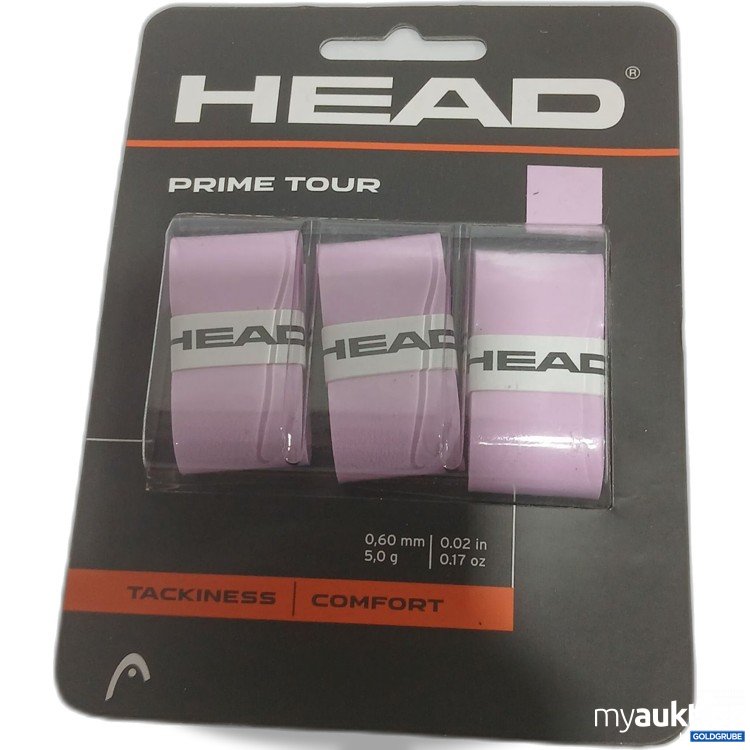 HEAD®
PRIME TOUR
HEAD HEAD HEAD
0,60 mm | 0.02 in
5,0 g | 0.17 oz
TACKINESS | COMFORT
GOLDGRUBE